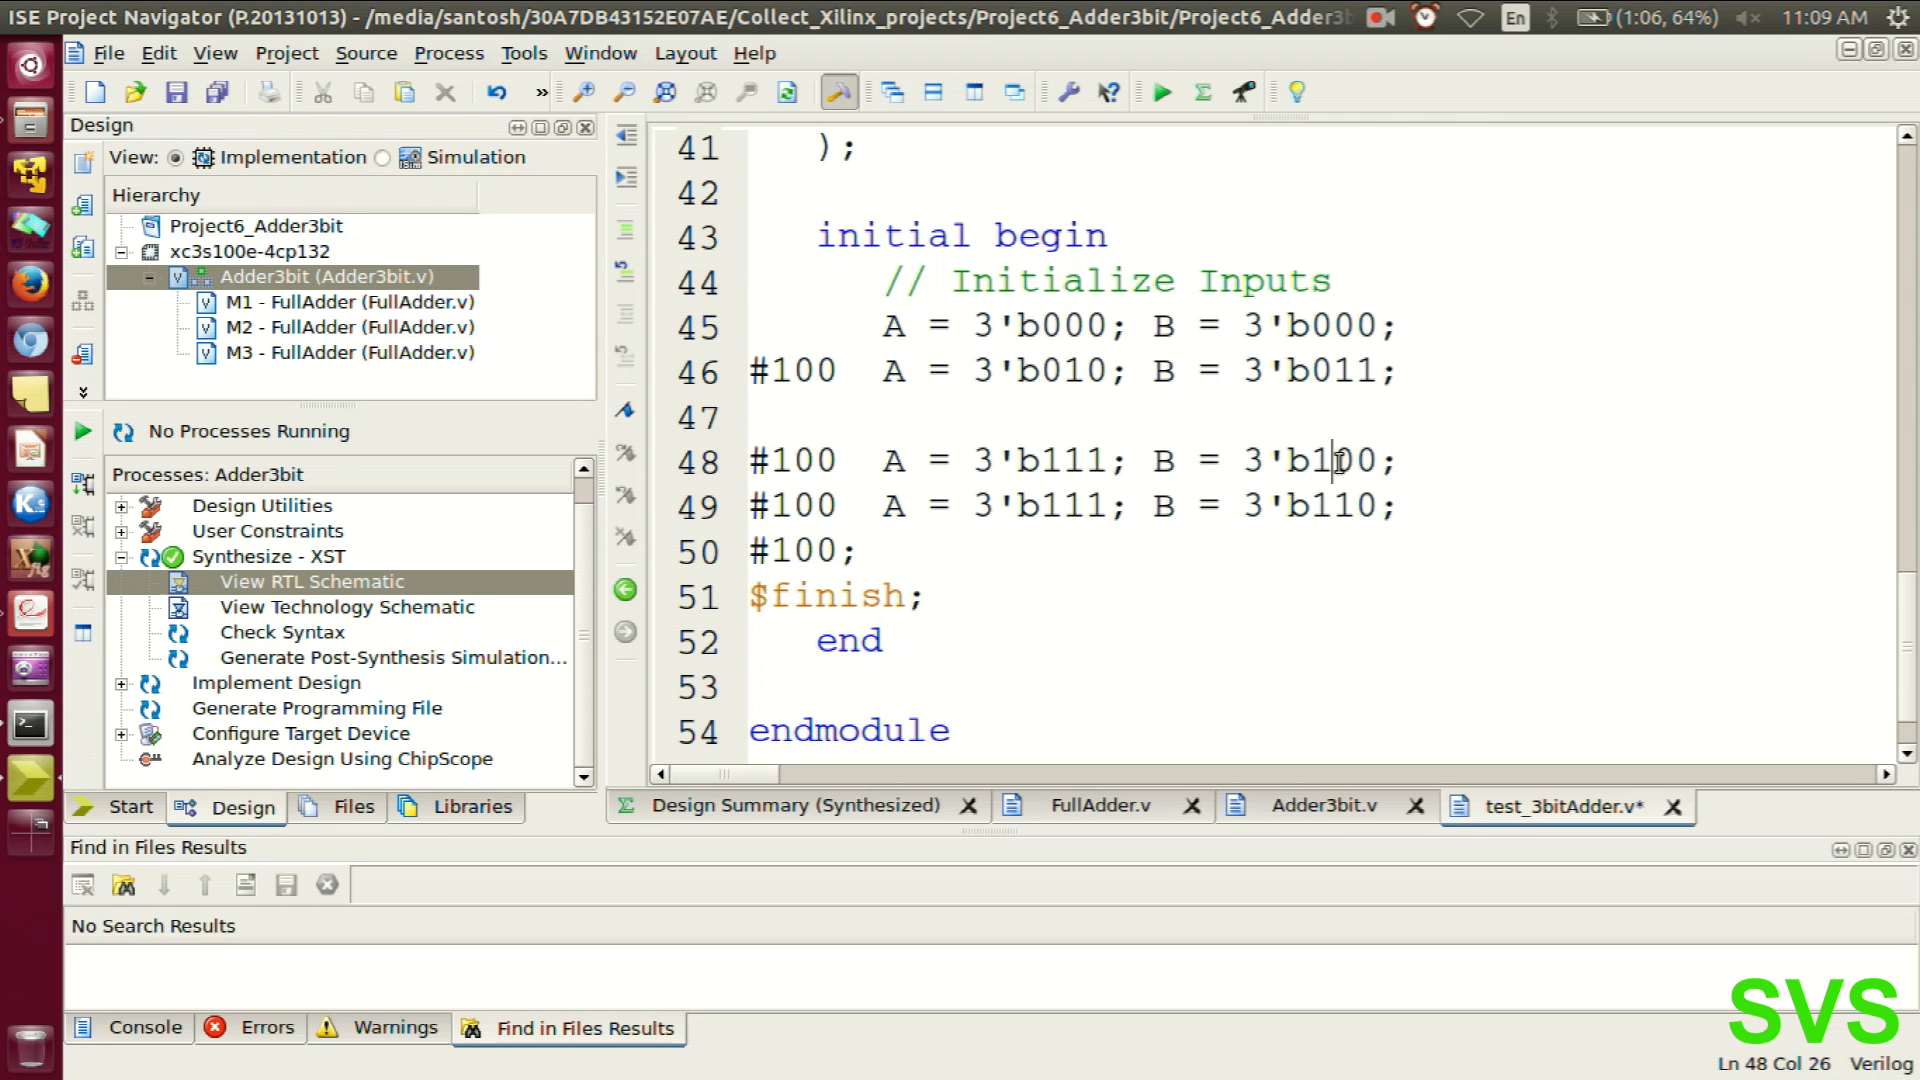 ISE Project Navigator (P.20131013) - /media/santosh/30A7DB43152E07AE/Collect_Xilinx_projects/Project6_Adder3bit/Project6_Adder3b
En (1:06, 64%) 11:09 AM
File Edit View Project Source Process Tools Window Layout Help
»
Design
View: Implementation Simulation
Hierarchy
Project6_Adder3bit
xc3s100e-4cp132
Adder3bit (Adder3bit.v)
M1 - FullAdder (FullAdder.v)
M2 - FullAdder (FullAdder.v)
M3 - FullAdder (FullAdder.v)
No Processes Running
Processes: Adder3bit
Design Utilities
User Constraints
Synthesize - XST
View RTL Schematic
View Technology Schematic
Check Syntax
Generate Post-Synthesis Simulation...
Implement Design
Generate Programming File
Configure Target Device
Analyze Design Using ChipScope
Start Design Files Libraries
41 );
42
43 initial begin
44 // Initialize Inputs
45 A = 3'b000; B = 3'b000;
46 #100 A = 3'b010; B = 3'b011;
47
48 #100 A = 3'b111; B = 3'b100;
49 #100 A = 3'b111; B = 3'b110;
50 #100;
51 $finish;
52 end
53
54 endmodule
Design Summary (Synthesized) FullAdder.v Adder3bit.v test_3bitAdder.v*
Find in Files Results
No Search Results
Console Errors Warnings Find in Files Results
SVS
Ln 48 Col 26 Verilog